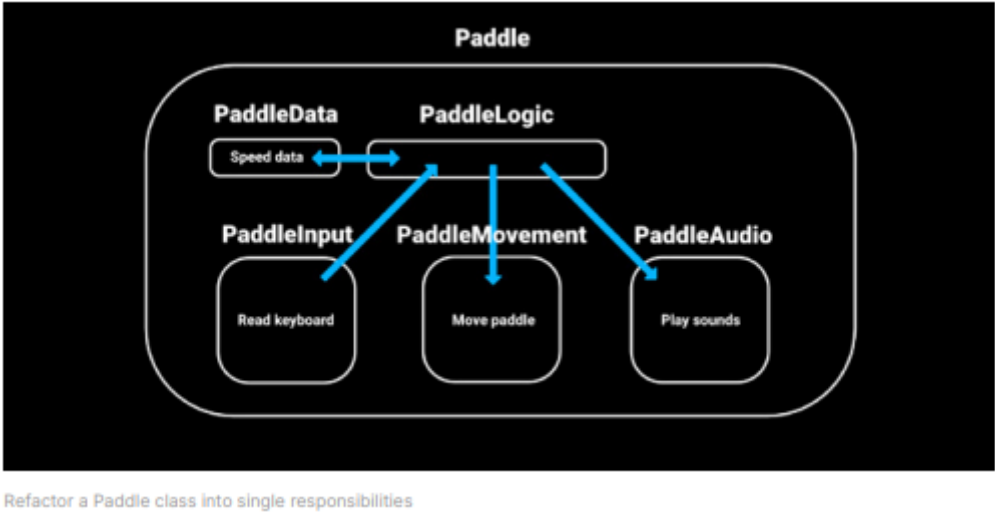 Paddle
PaddleData
PaddleLogic
Speed data
PaddleInput
PaddleMovement
PaddleAudio
Read keyboard
Move paddle
Play sounds
Refactor a Paddle class into single responsibilities